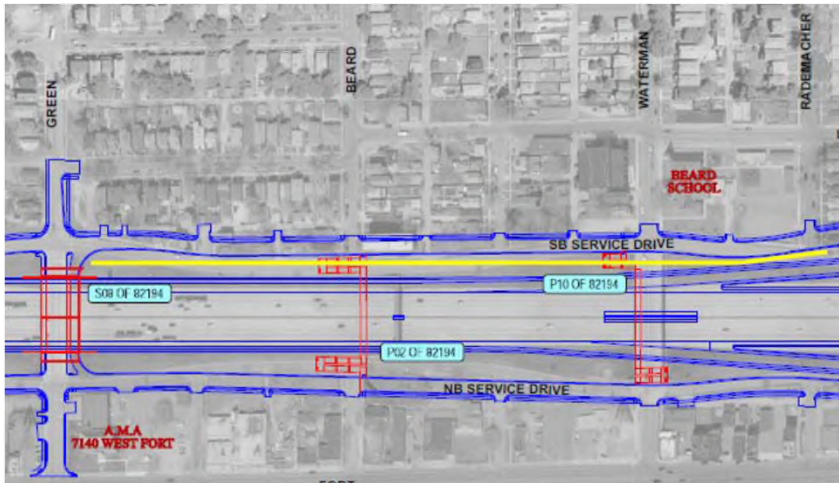 GREEN
BEARD
WATERMAN
RADEMACHER
BEARD
SCHOOL
SB SERVICE DRIVE
S08 OF 82194
P10 OF 82194
P02 OF 82194
NB SERVICE DRIVE
A.M.A
7140 WEST FORT